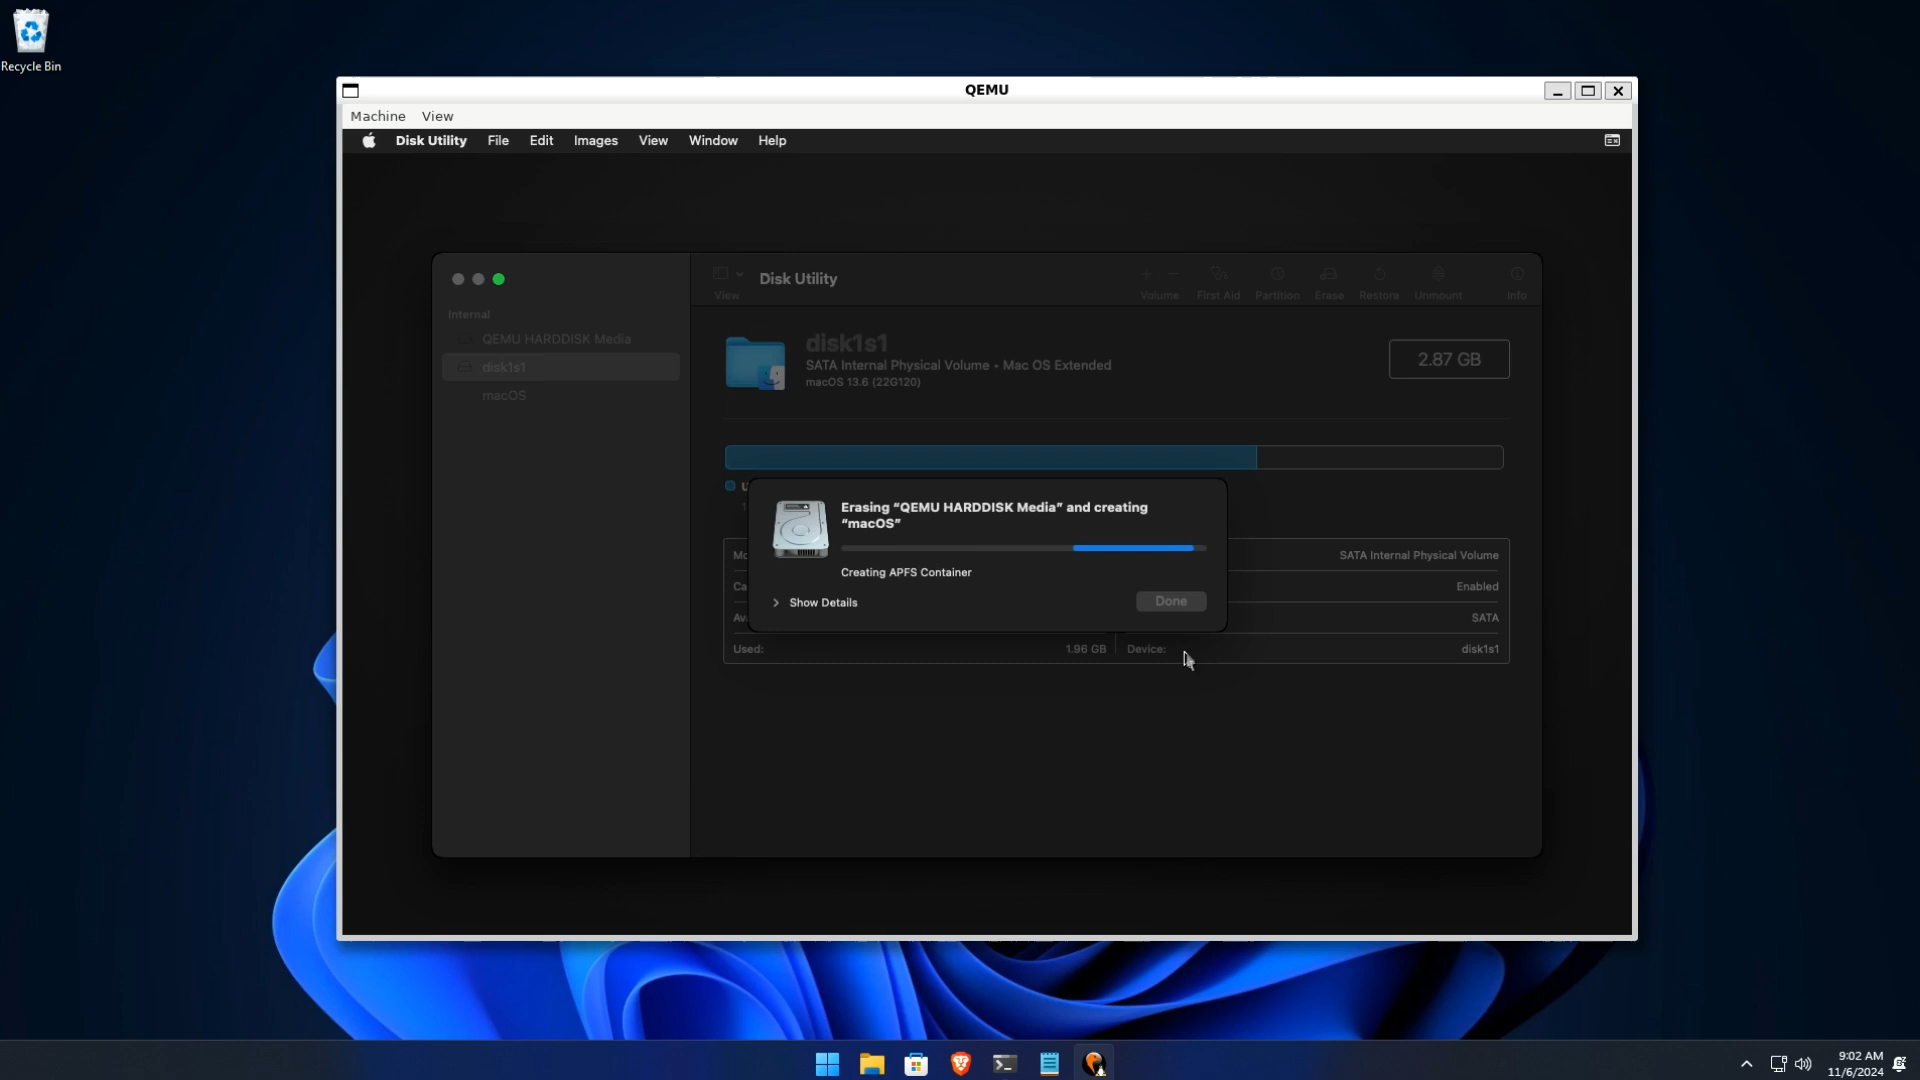 Recycle Bin
QEMU
Machine View
Disk Utility File Edit Images View Window Help
Disk Utility
View
Volume First Aid Partition Erase Restore Unmount Info
Internal
QEMU HARDDISK Media
disk1s1
macOS
disk1s1
SATA Internal Physical Volume • Mac OS Extended
macOS 13.6 (22G120)
2.87 GB
Erasing “QEMU HARDDISK Media” and creating
“macOS”
Creating APFS Container
Show Details
Done
SATA Internal Physical Volume
Enabled
SATA
Used: 1.96 GB Device: disk1s1
9:02 AM
11/6/2024